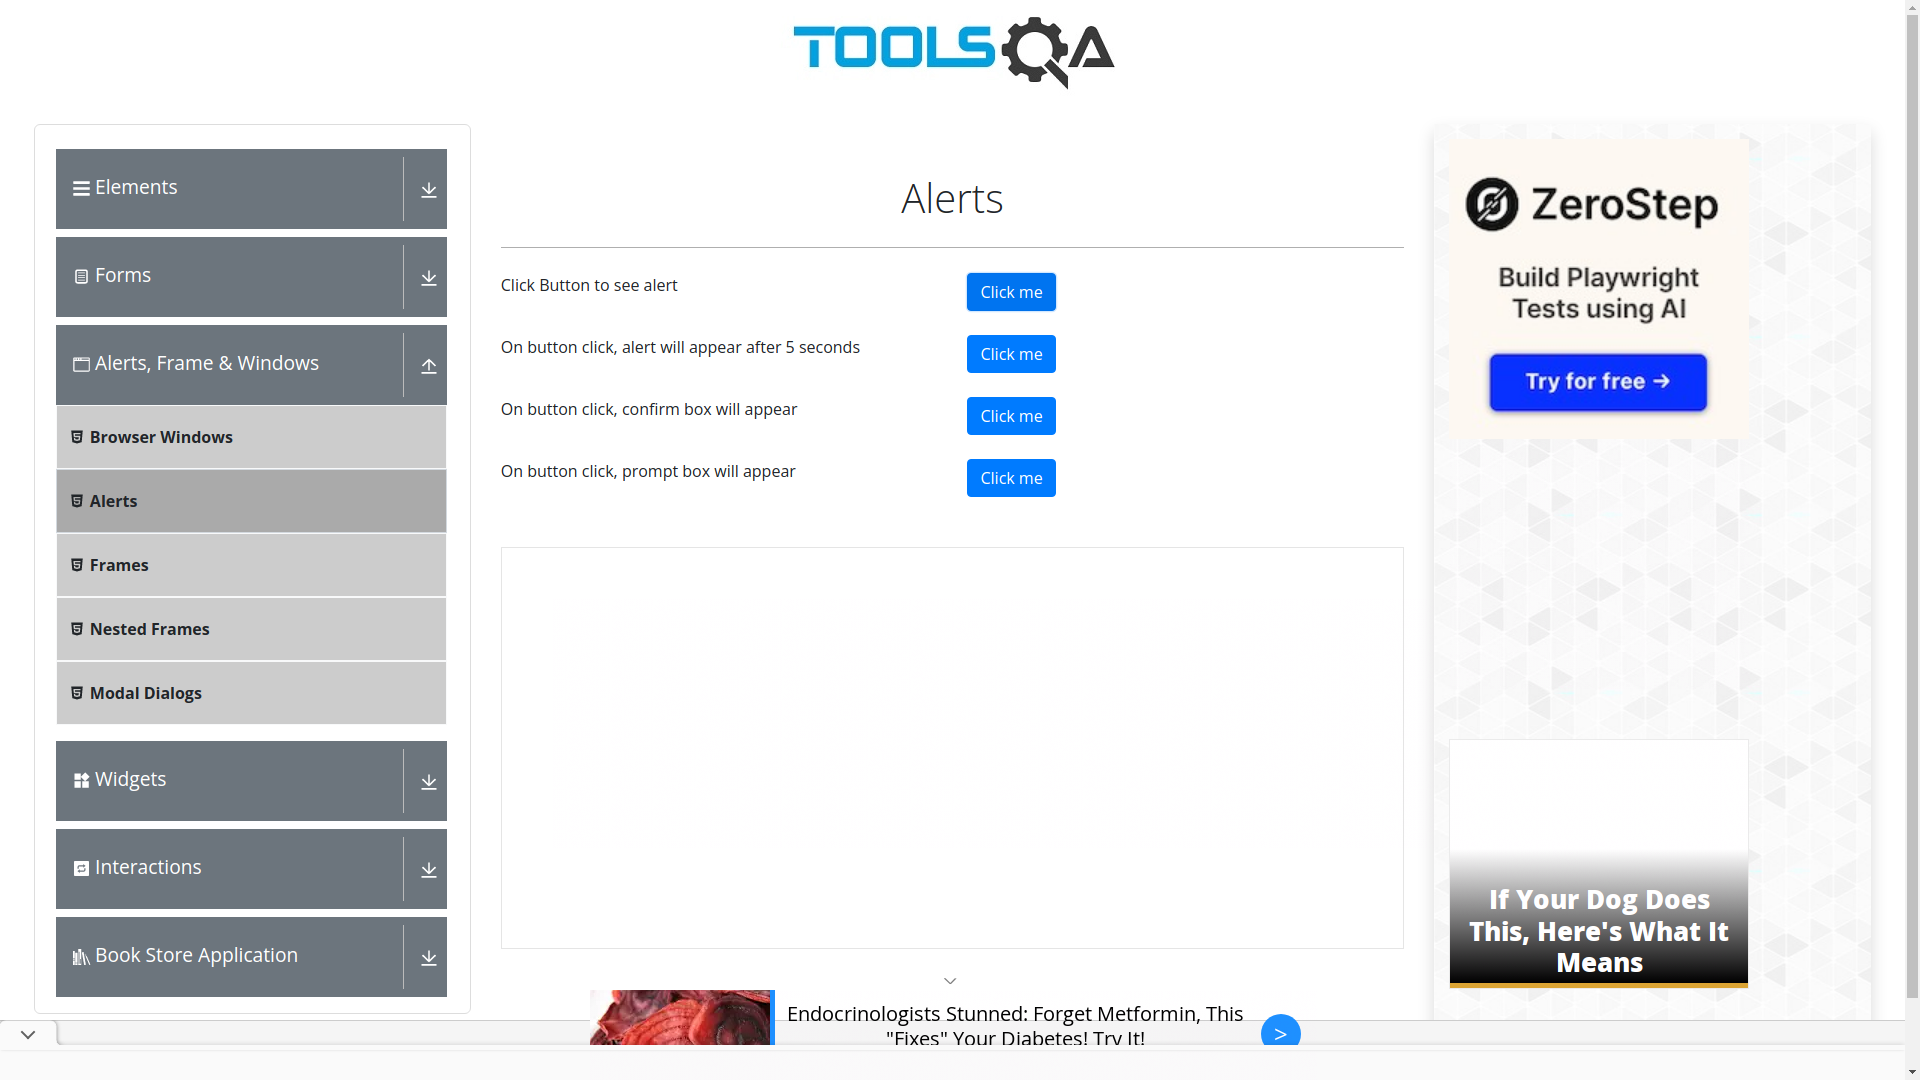 TOOLSQA
Elements
Forms
Alerts, Frame & Windows
Browser Windows
Alerts
Frames
Nested Frames
Modal Dialogs
Widgets
Interactions
Book Store Application
Alerts
Click Button to see alert
Click me
On button click, alert will appear after 5 seconds
Click me
On button click, confirm box will appear
Click me
On button click, prompt box will appear
Click me
ZeroStep
Build Playwright
Tests using AI
Try for free →
If Your Dog Does
This, Here's What It
Means
Endocrinologists Stunned: Forget Metformin, This
"Fixes" Your Diabetes! Try It!
>